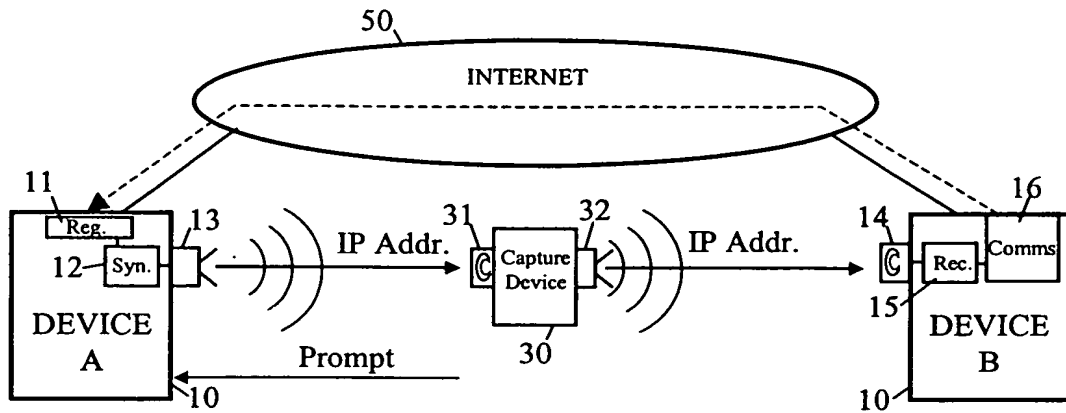 50
INTERNET
11
Reg.
13
12
Syn.
IP Addr.
31
32
Capture
Device
30
IP Addr.
14
16
Rec.
Comms
15
DEVICE
A
Prompt
10
10
DEVICE
B